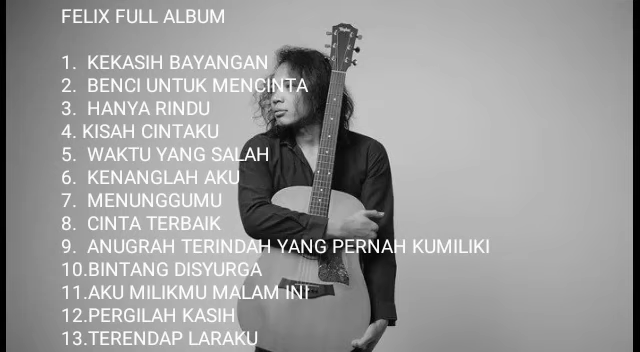 FELIX FULL ALBUM
1. KEKASIH BAYANGAN
2. BENCI UNTUK MENCINTA
3. HANYA RINDU
4. KISAH CINTAKU
5. WAKTU YANG SALAH
6. KENANGLAH AKU
7. MENUNGGUMU
8. CINTA TERBAIK
9. ANUGRAH TERINDAH YANG PERNAH KUMILIKI
10.BINTANG DISYURGA
11.AKU MILIKMU MALAM INI
12.PERGILAH KASIH
13.TERENDAP LARAKU